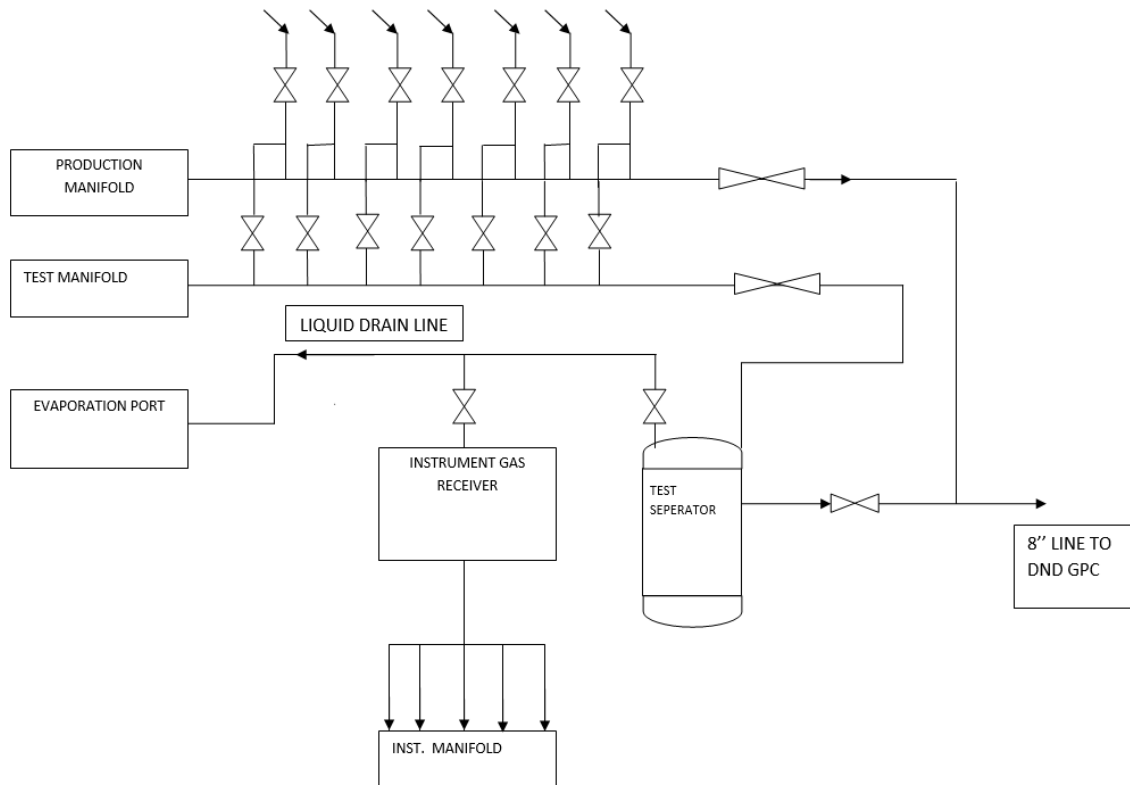 PRODUCTION
MANIFOLD
TEST MANIFOLD
LIQUID DRAIN LINE
EVAPORATION PORT
INSTRUMENT GAS
RECEIVER
TEST
SEPERATOR
8’’ LINE TO
DND GPC
INST. MANIFOLD